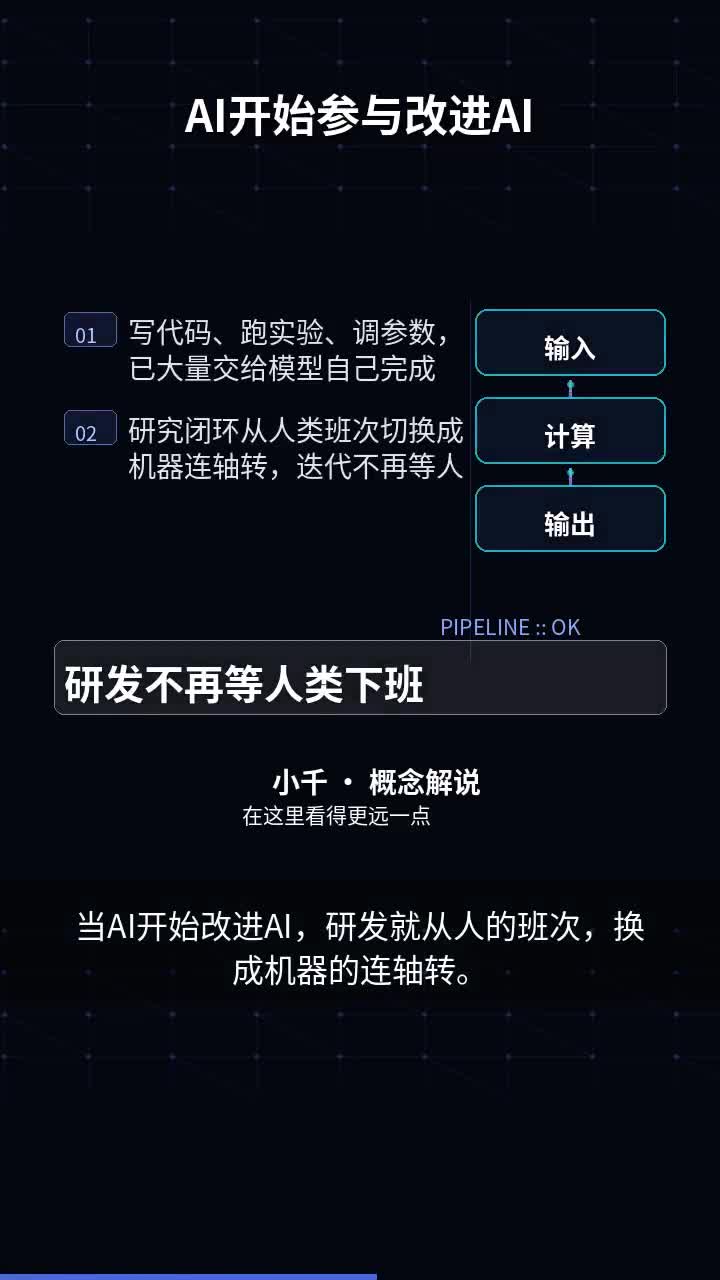 AI开始参与改进AI
01
写代码、跑实验、调参数，
已大量交给模型自己完成
02
研究闭环从人类班次切换成
机器连轴转，迭代不再等人
输入
计算
输出
PIPELINE :: OK
研发不再等人类下班
小千 · 概念解说
在这里看得更远一点
当AI开始改进AI，研发就从人的班次，换
成机器的连轴转。